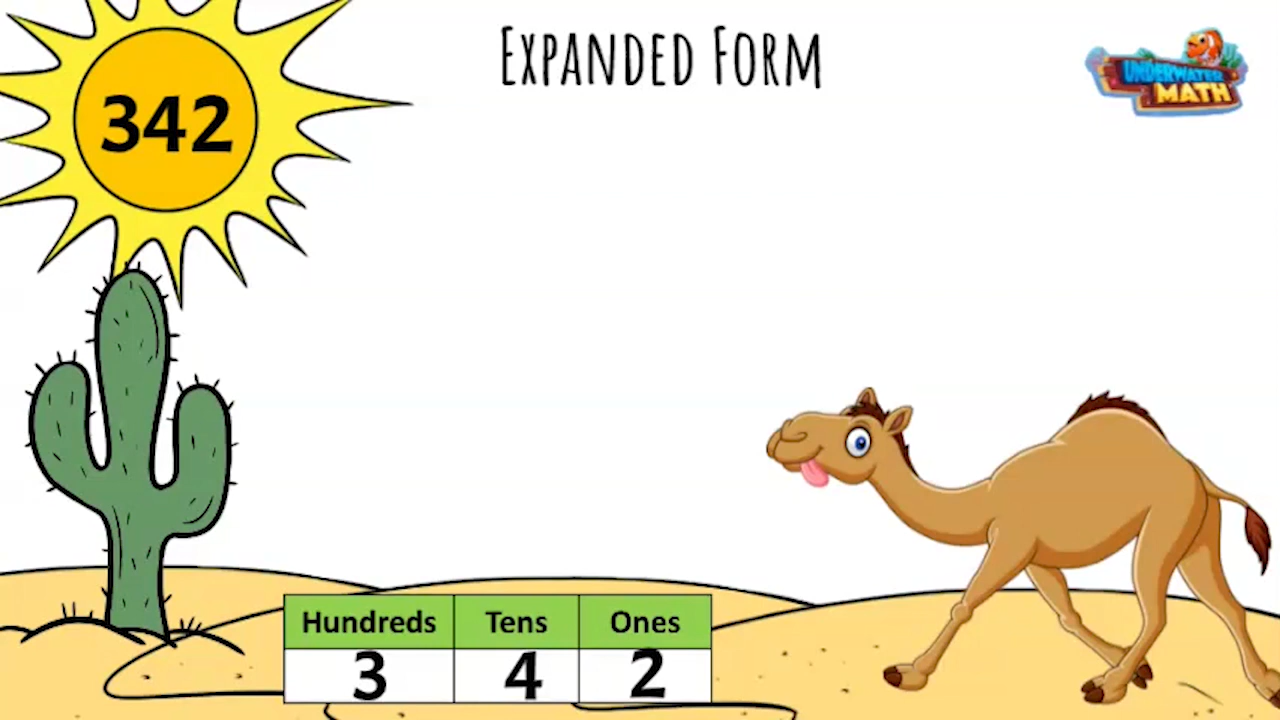 EXPANDED FORM
342
UNDERWATER
MATH
Hundreds Tens Ones
3 4 2